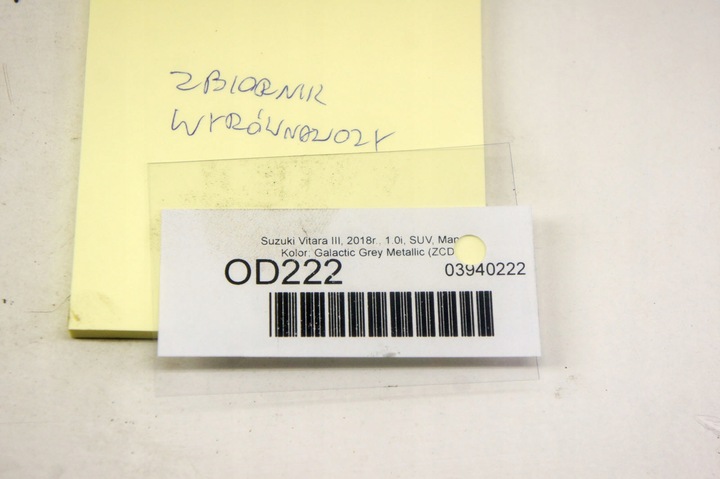 ZBIORNIK
WYRÓWNAWCZY
Suzuki Vitara III, 2018r., 1.0i, SUV, Man
Kolor: Galactic Grey Metallic (ZCD
OD222
03940222